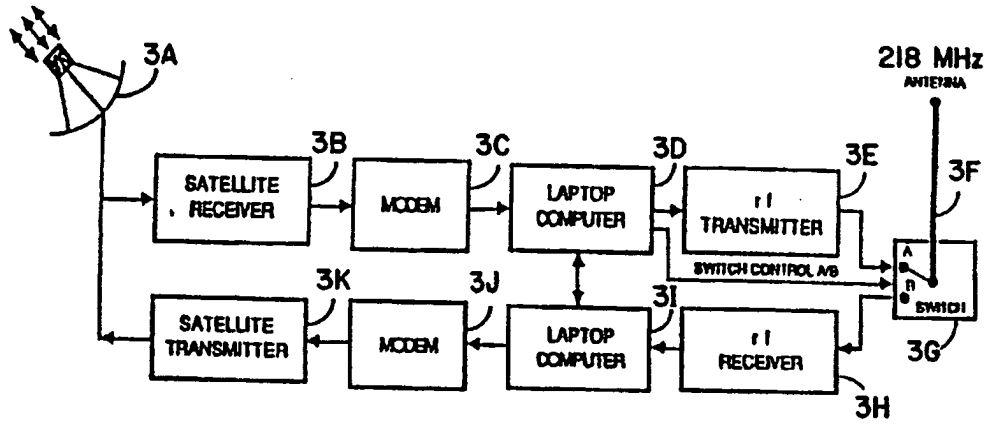 3A
218 MHz
ANTENNA
3B
3C
3D
3E
3F
SATELLITE
RECEIVER
MODEM
LAPTOP
COMPUTER
rf
TRANSMITTER
A
SWITCH CONTROL A/B
B
SWITCH
3K
3J
3I
3G
SATELLITE
TRANSMITTER
MODEM
LAPTOP
COMPUTER
rf
RECEIVER
3H